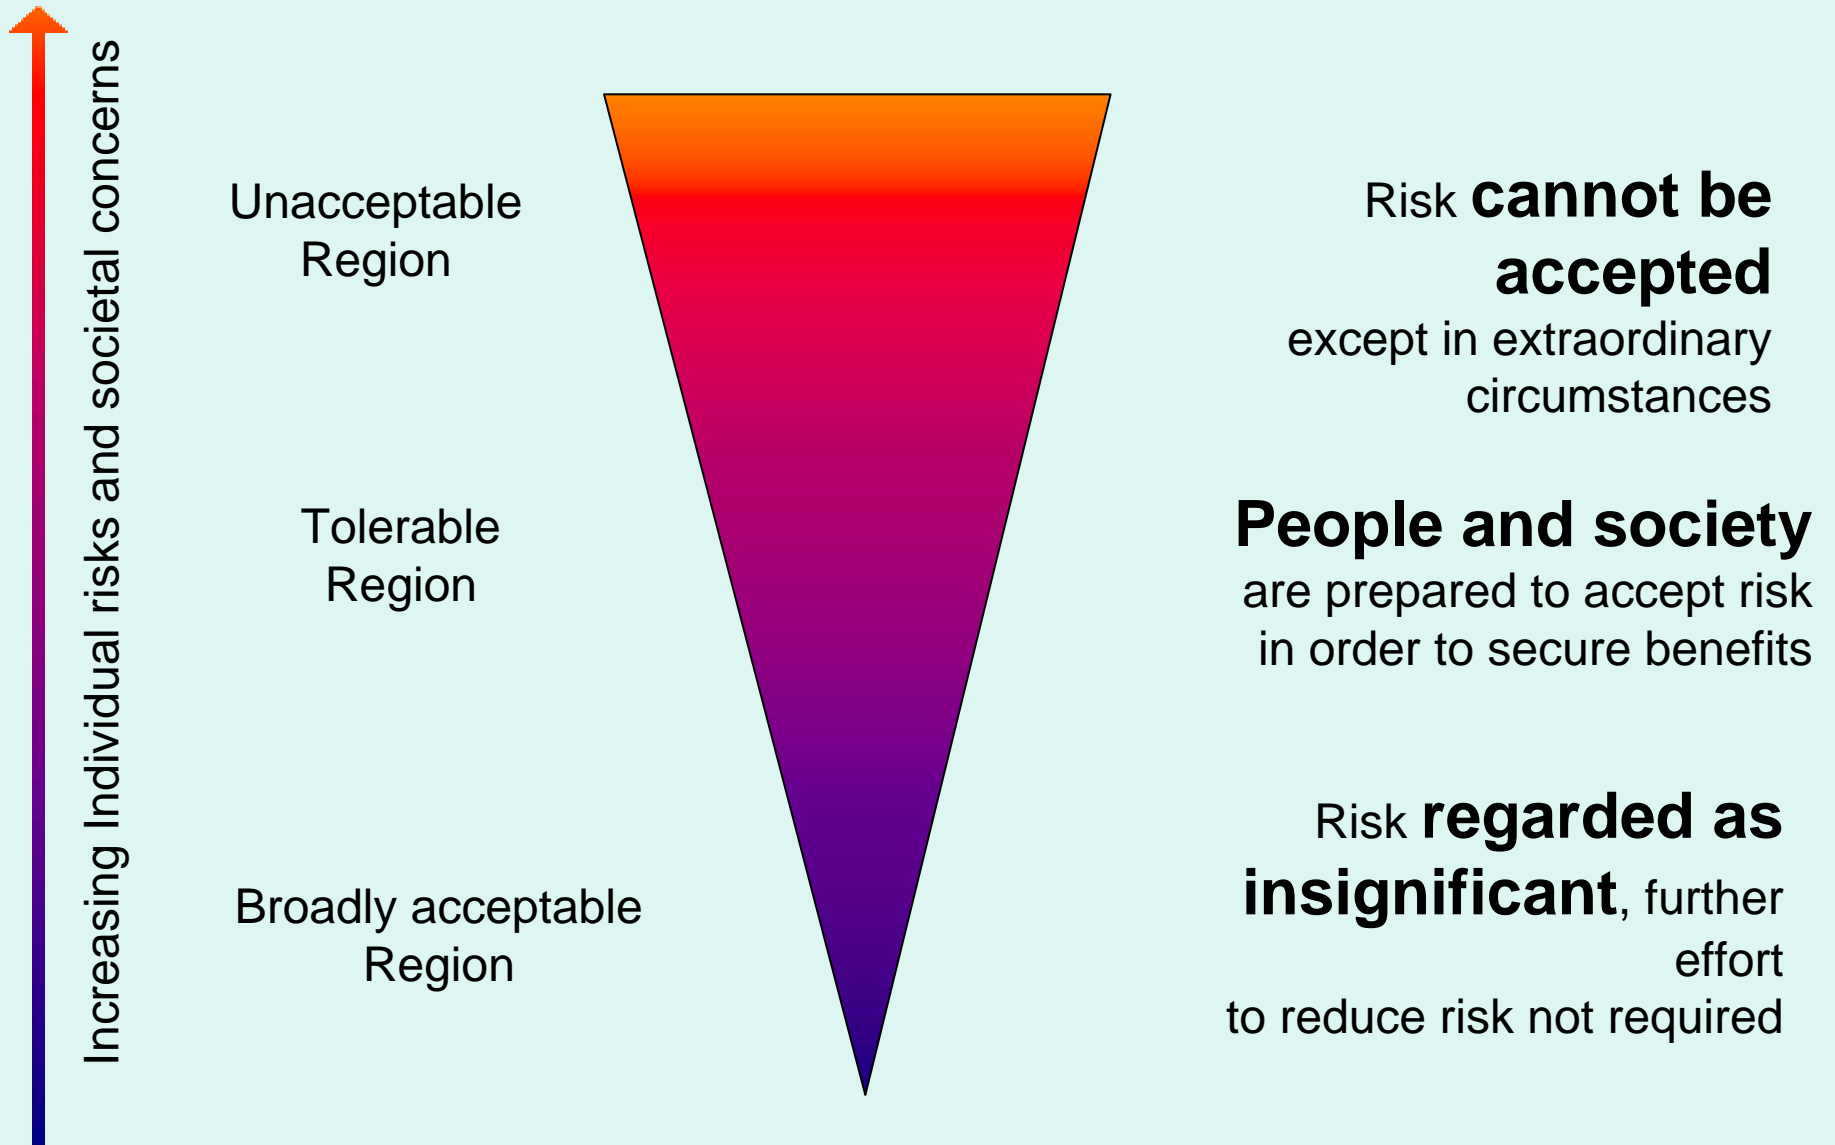 Increasing Individual risks and societal concerns
Unacceptable
Region
Risk cannot be
accepted
except in extraordinary
circumstances
Tolerable
Region
People and society
are prepared to accept risk
in order to secure benefits
Broadly acceptable
Region
Risk regarded as
insignificant, further
effort
to reduce risk not required